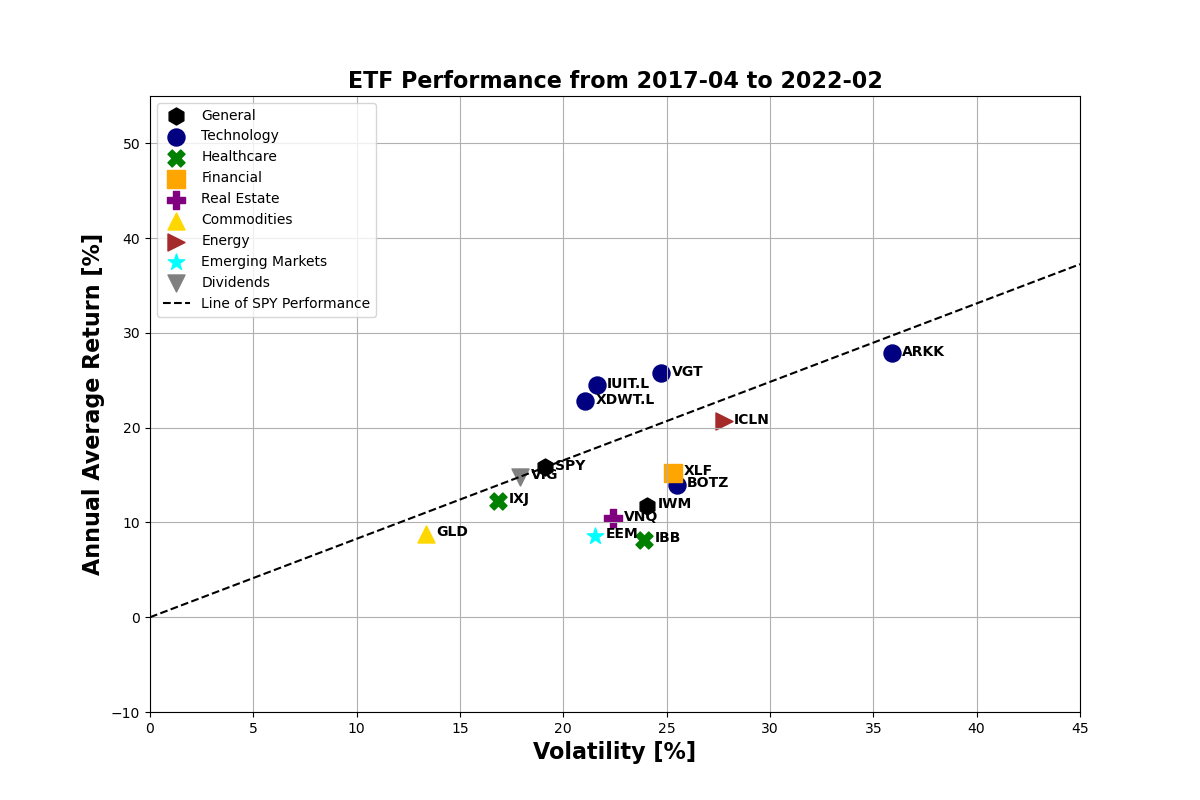 ETF Performance from 2017-04 to 2022-02
General
Technology
Healthcare
Financial
Real Estate
Commodities
Energy
Emerging Markets
Dividends
Line of SPY Performance
Annual Average Return [%]
50
40
30
20
10
0
−10
ARKK
VGT
IUIT.L
XDWT.L
ICLN
SPY
VIG
XLF
BOTZ
IXJ
IWM
VNQ
GLD
EEM
IBB
0
5
10
15
20
25
30
35
40
45
Volatility [%]